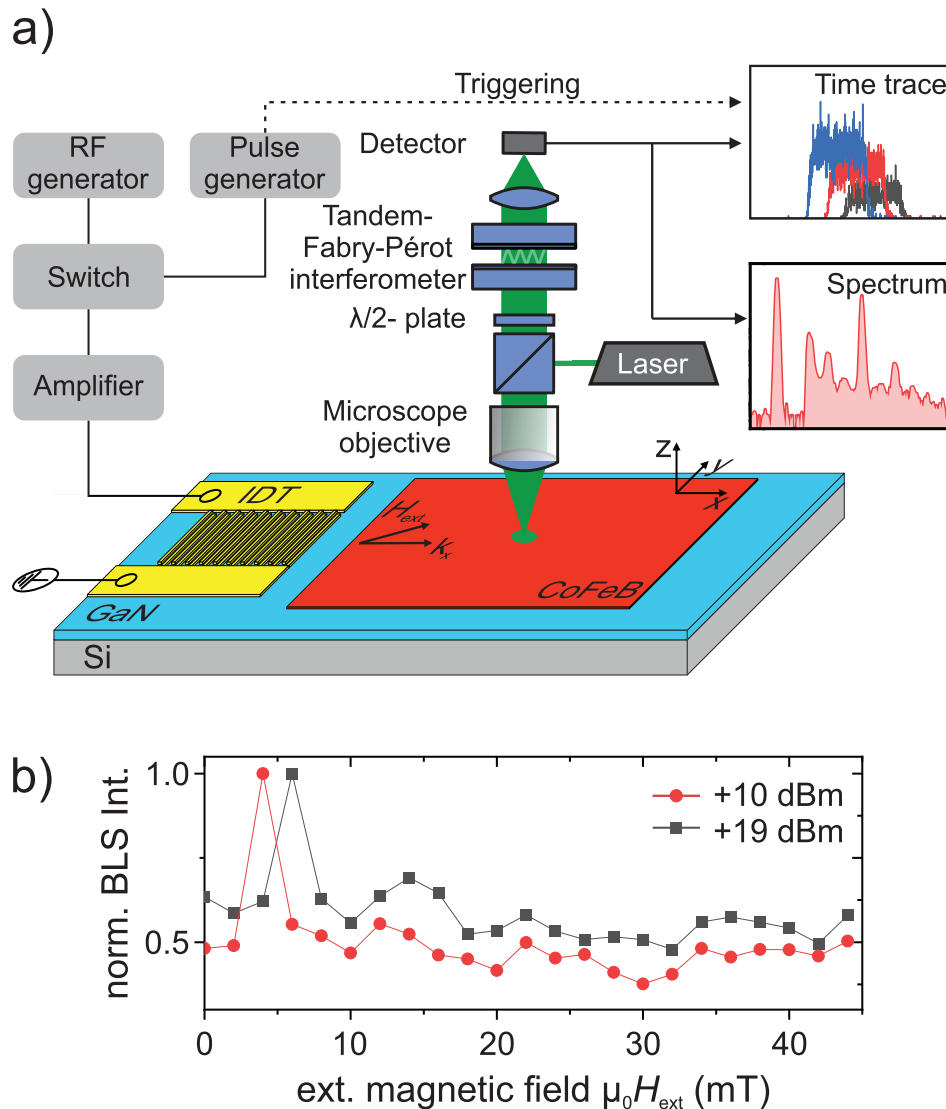 a)
Triggering
Time trace
RF
generator
Pulse
generator
Detector
Tandem-
Fabry-Pérot
interferometer
Switch
Spectrum
λ/2- plate
Amplifier
Laser
Microscope
objective
z
y
x
IDT
H_ext
k_x
CoFeB
GaN
Si
b)
norm. BLS Int.
1.0
0.5
+10 dBm
+19 dBm
0 10 20 30 40
ext. magnetic field μ₀H_ext (mT)